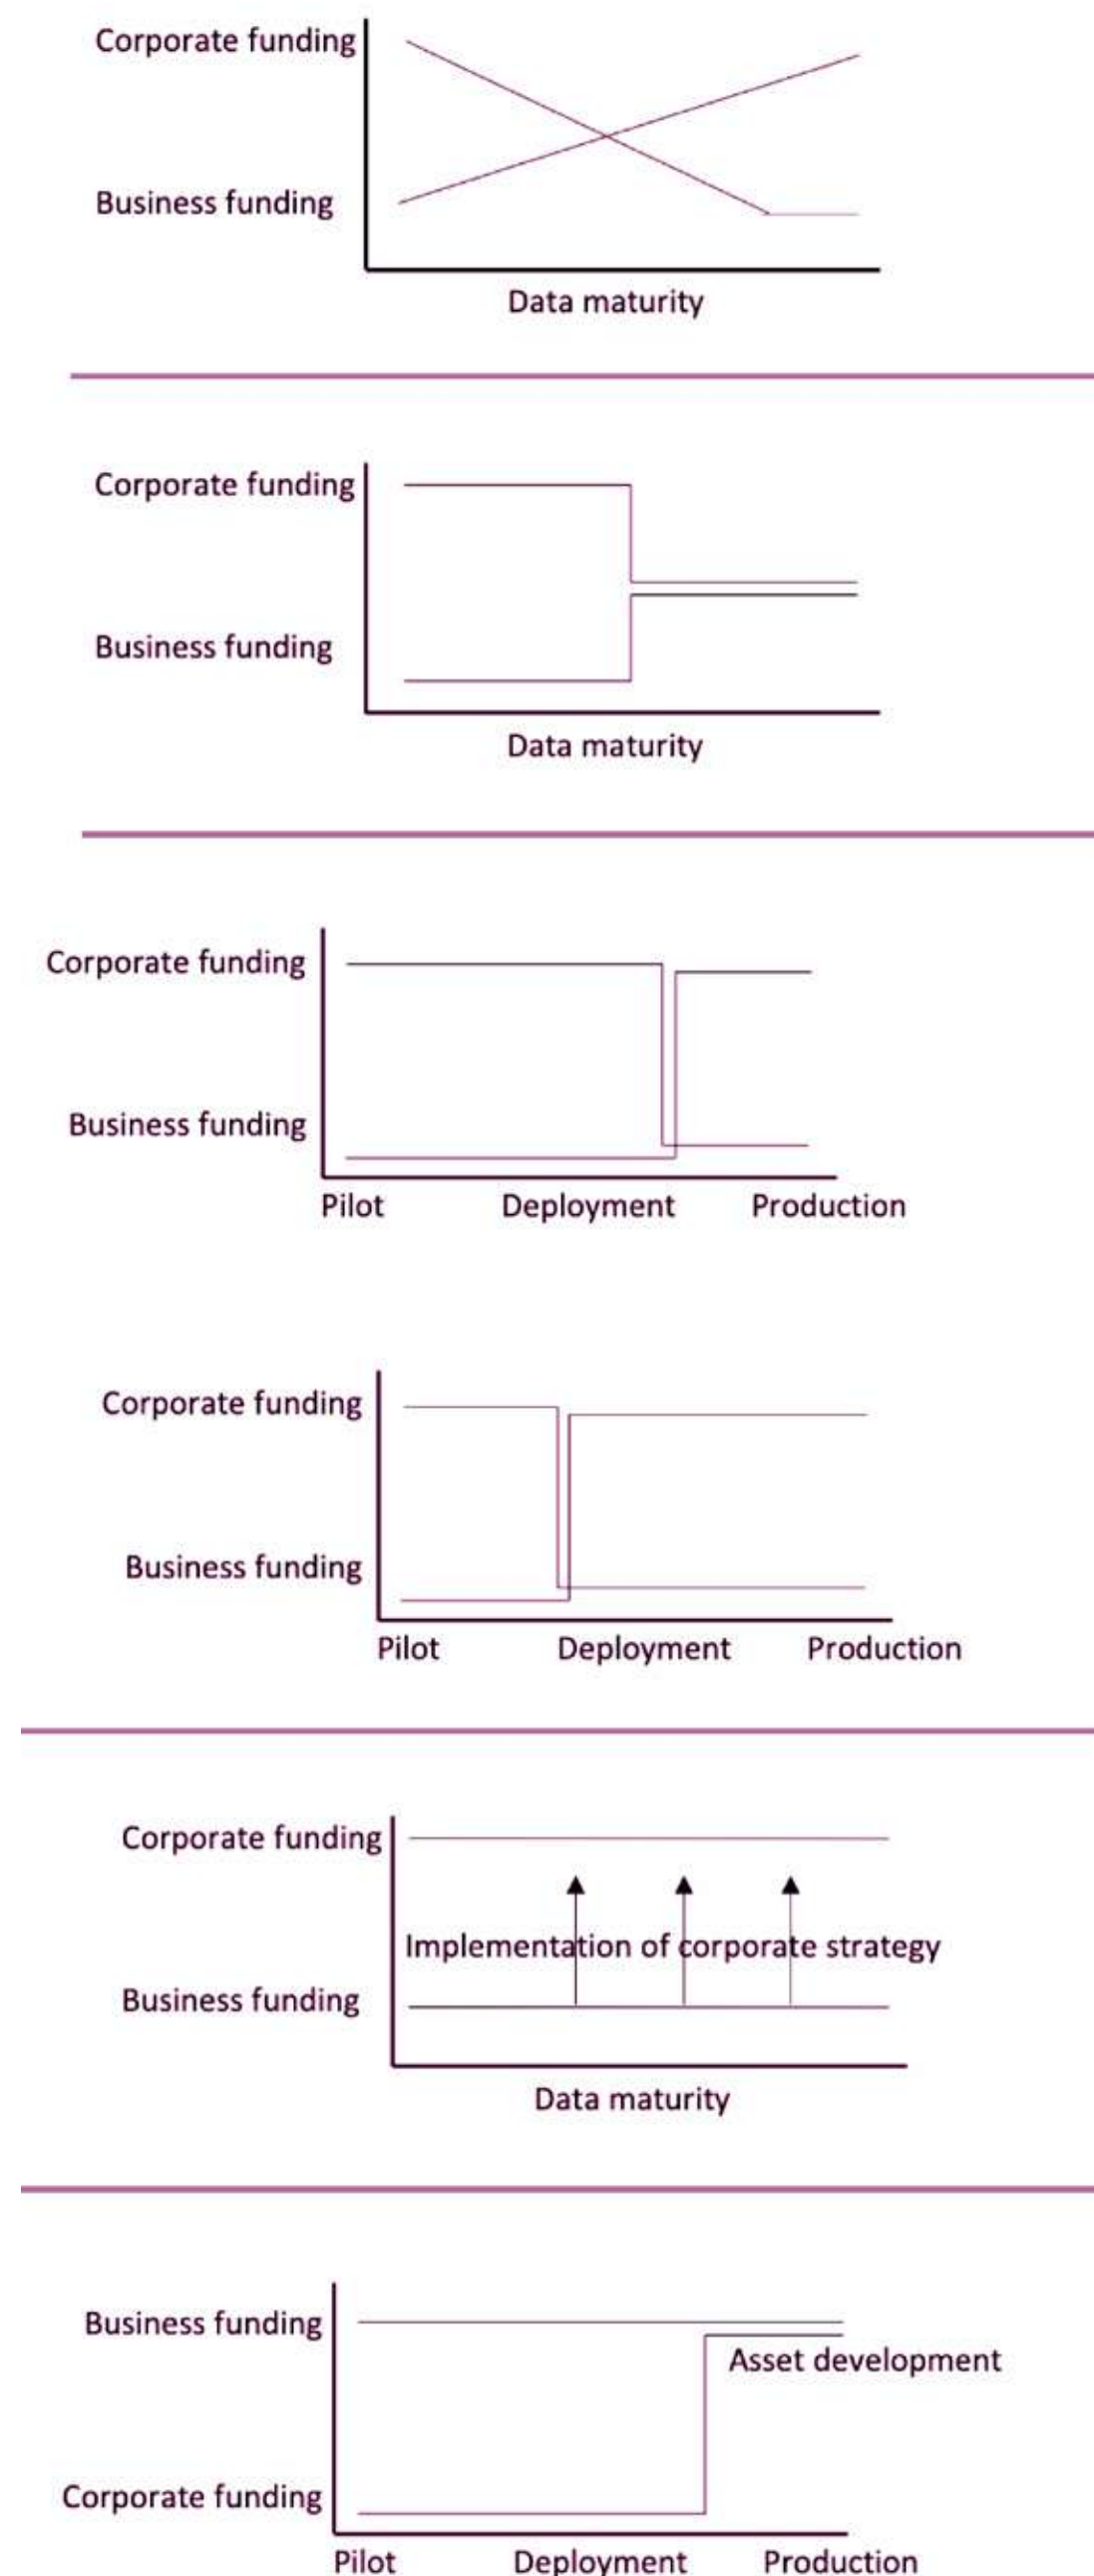 Corporate funding
Business funding
Data maturity
Corporate funding
Business funding
Data maturity
Corporate funding
Business funding
Pilot Deployment Production
Corporate funding
Business funding
Pilot Deployment Production
Corporate funding
Implementation of corporate strategy
Business funding
Data maturity
Business funding
Asset development
Corporate funding
Pilot Deployment Production